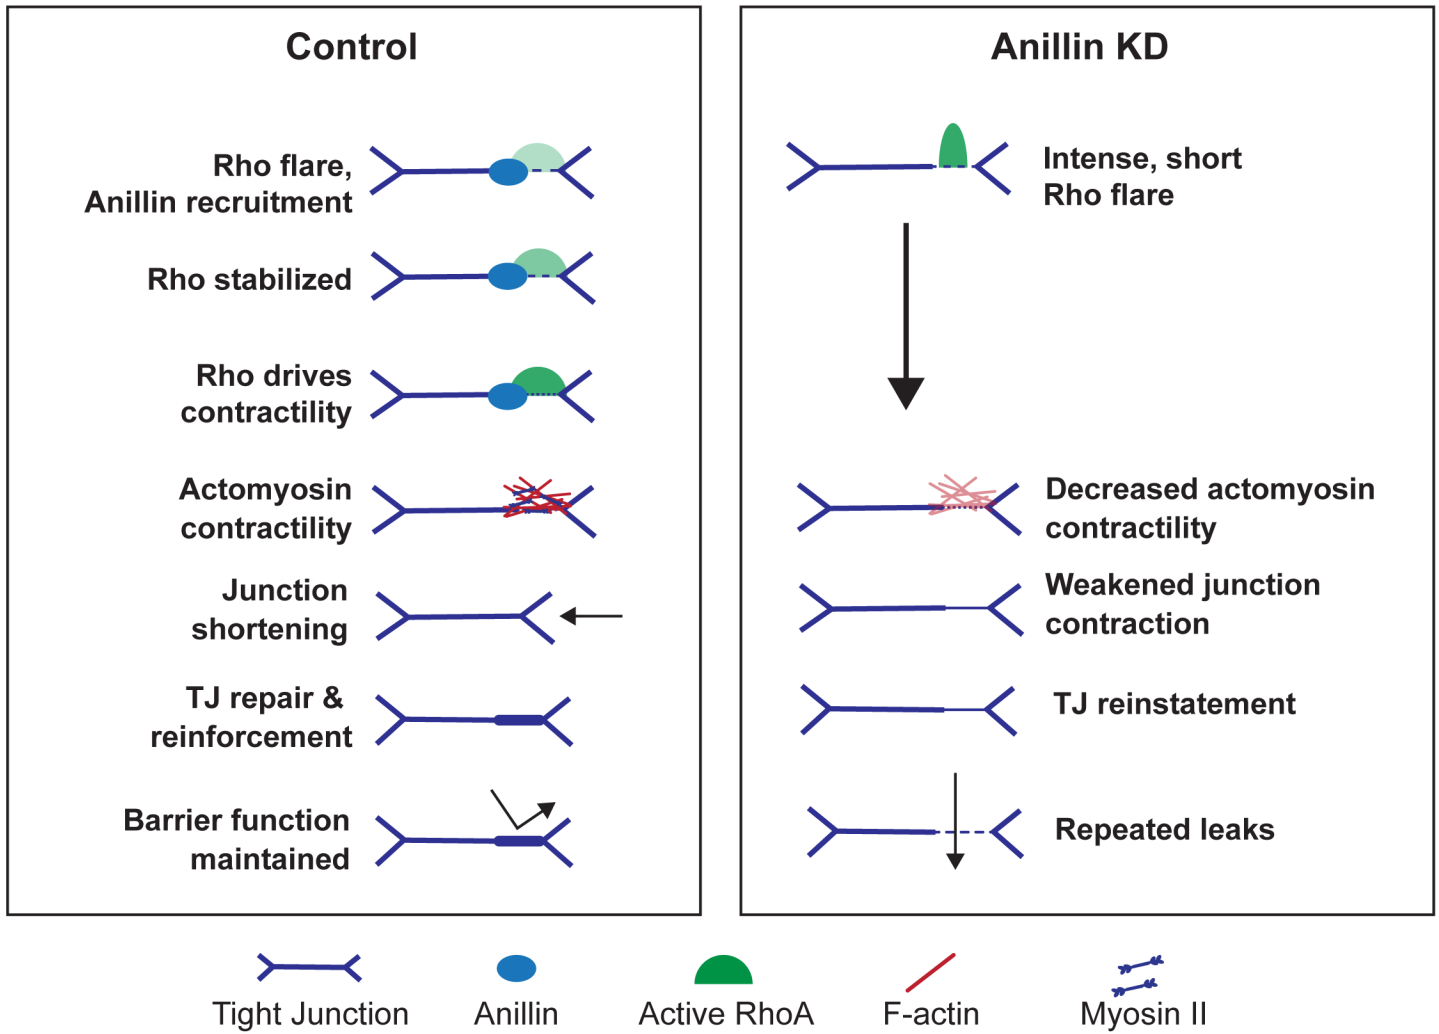 Control
Rho flare,
Anillin recruitment
Rho stabilized
Rho drives
contractility
Actomyosin
contractility
Junction
shortening
TJ repair &
reinforcement
Barrier function
maintained
Anillin KD
Intense, short
Rho flare
Decreased actomyosin
contractility
Weakened junction
contraction
TJ reinstatement
Repeated leaks
Tight Junction
Anillin
Active RhoA
F-actin
Myosin II